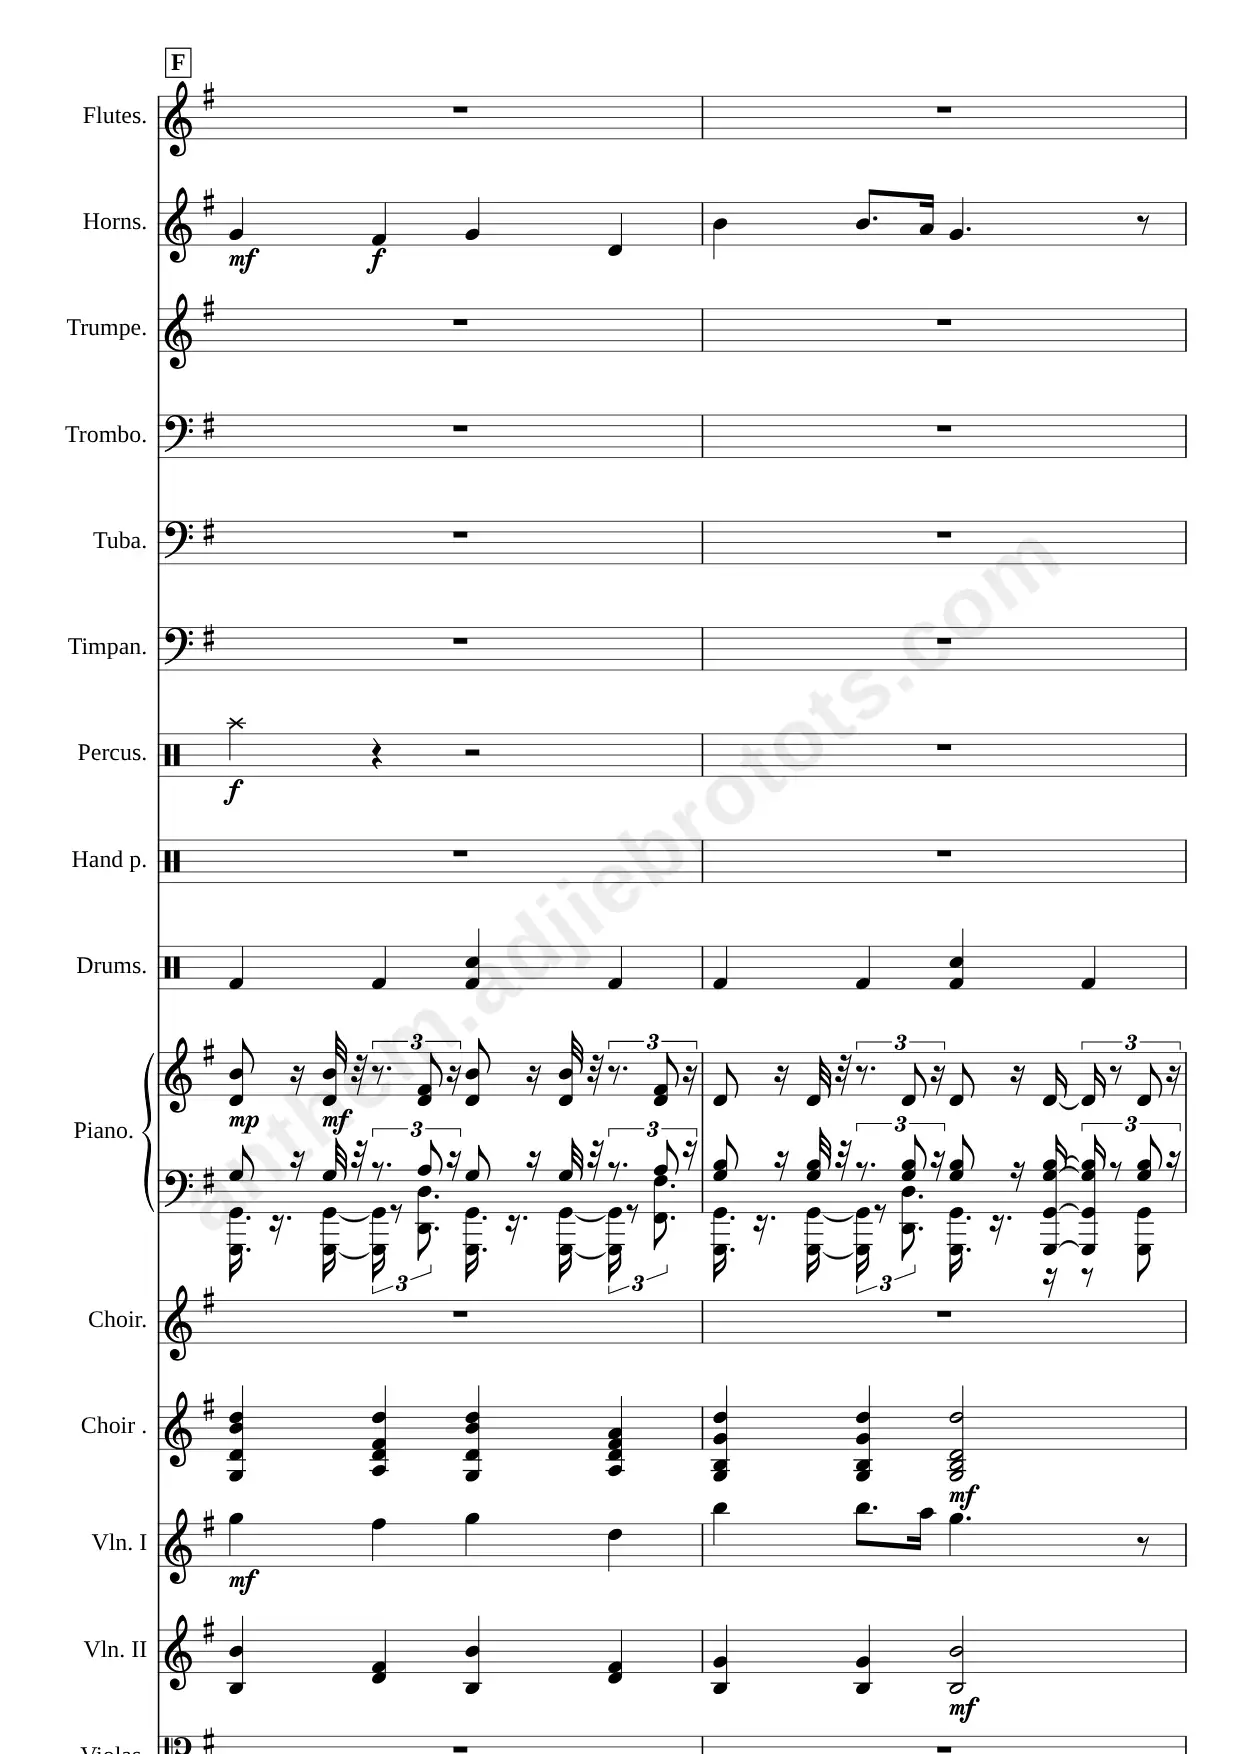 F
Flutes.
Horns.
mf f
Trumpe.
Trombo.
Tuba.
Timpan.
Percus.
f
Hand p.
Drums.
3 3 3 3
mp mf
Piano.
3 3 3 3
3 3 3
Choir.
Choir .
mf
Vln. I
mf
Vln. II
mf
Violas.
anthem.adjiebrotots.com